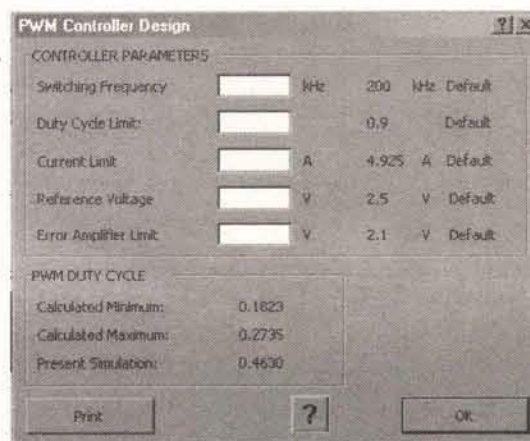 PWM Controller Design ? ×
CONTROLLER PARAMETERS
Switching Frequency kHz 200 kHz Default
Duty Cycle Limit: 0.9 Default
Current Limit A 4.925 A Default
Reference Voltage V 2.5 V Default
Error Amplifier Limit V 2.1 V Default
PWM DUTY CYCLE
Calculated Minimum: 0.1823
Calculated Maximum: 0.2735
Present Simulation: 0.4630
Print ? OK